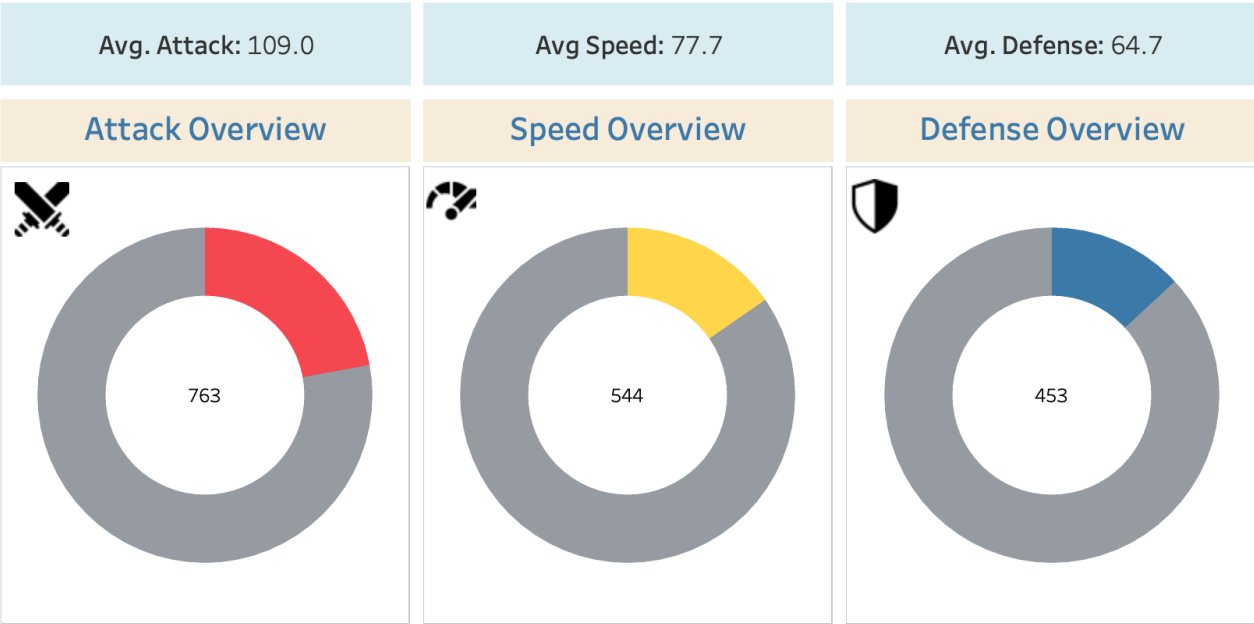 Avg. Attack: 109.0
Avg Speed: 77.7
Avg. Defense: 64.7
Attack Overview
Speed Overview
Defense Overview
763
544
453